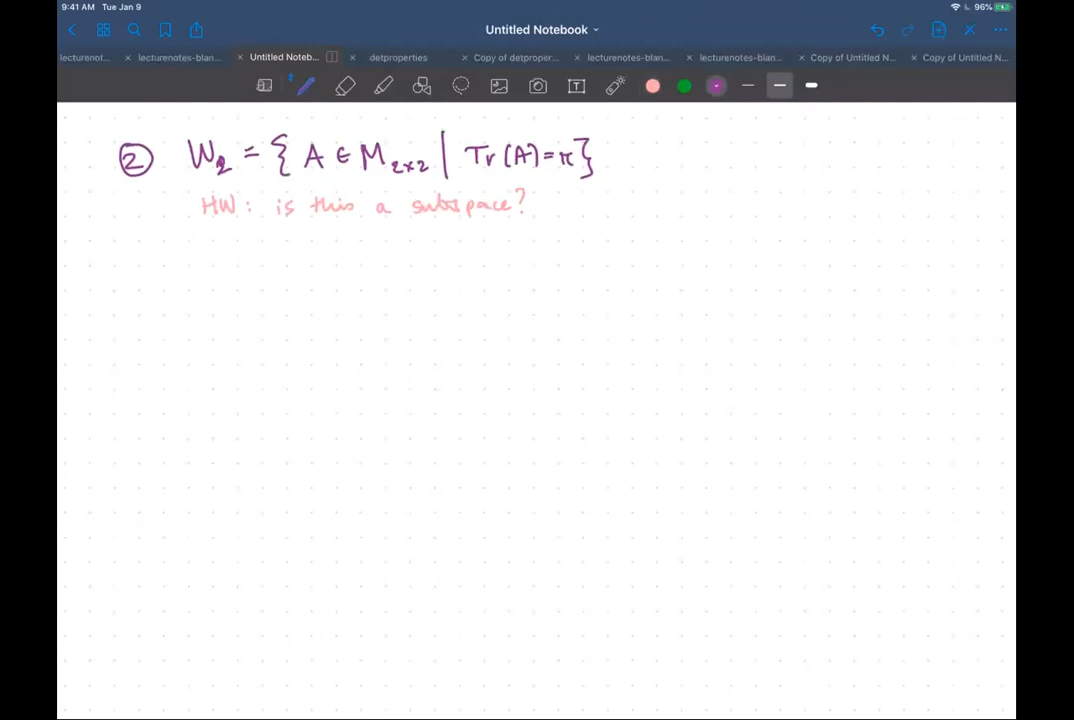 9:41 AM Tue Jan 9
96%
Untitled Notebook
lecturenot...
lecturenotes-blan...
Untitled Noteb...
detproperties
Copy of detproper...
lecturenotes-blan...
lecturenotes-blan...
Copy of Untitled N...
Copy of Untitled N...
② W₂ = { A ∈ M₂ₓ₂ | Tr(A) = π}
HW: is this a subspace?